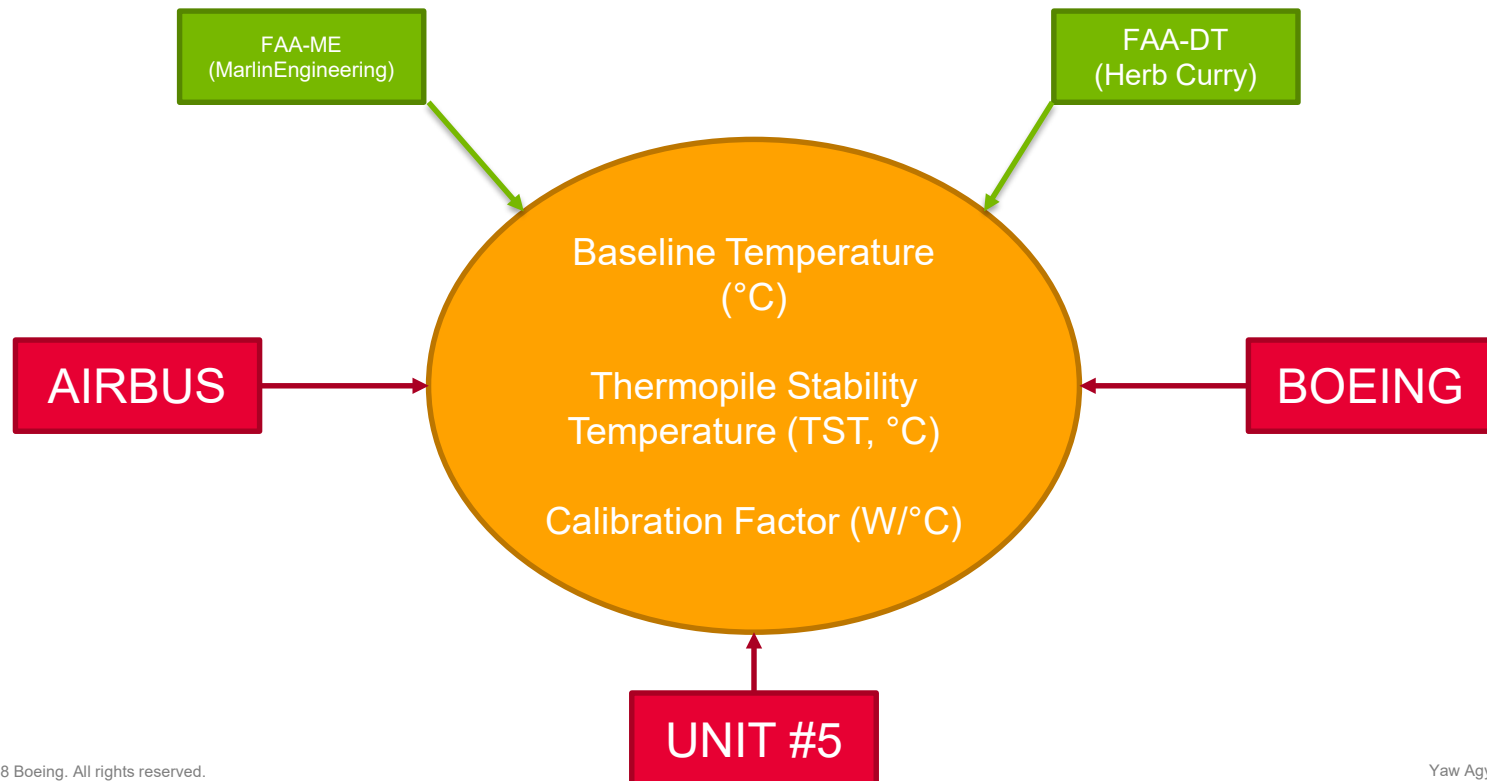 FAA-ME
(MarlinEngineering)
FAA-DT
(Herb Curry)
Baseline Temperature
(°C)
AIRBUS
Thermopile Stability
Temperature (TST, °C)
BOEING
Calibration Factor (W/°C)
UNIT #5
8 Boeing. All rights reserved.
Yaw Agy